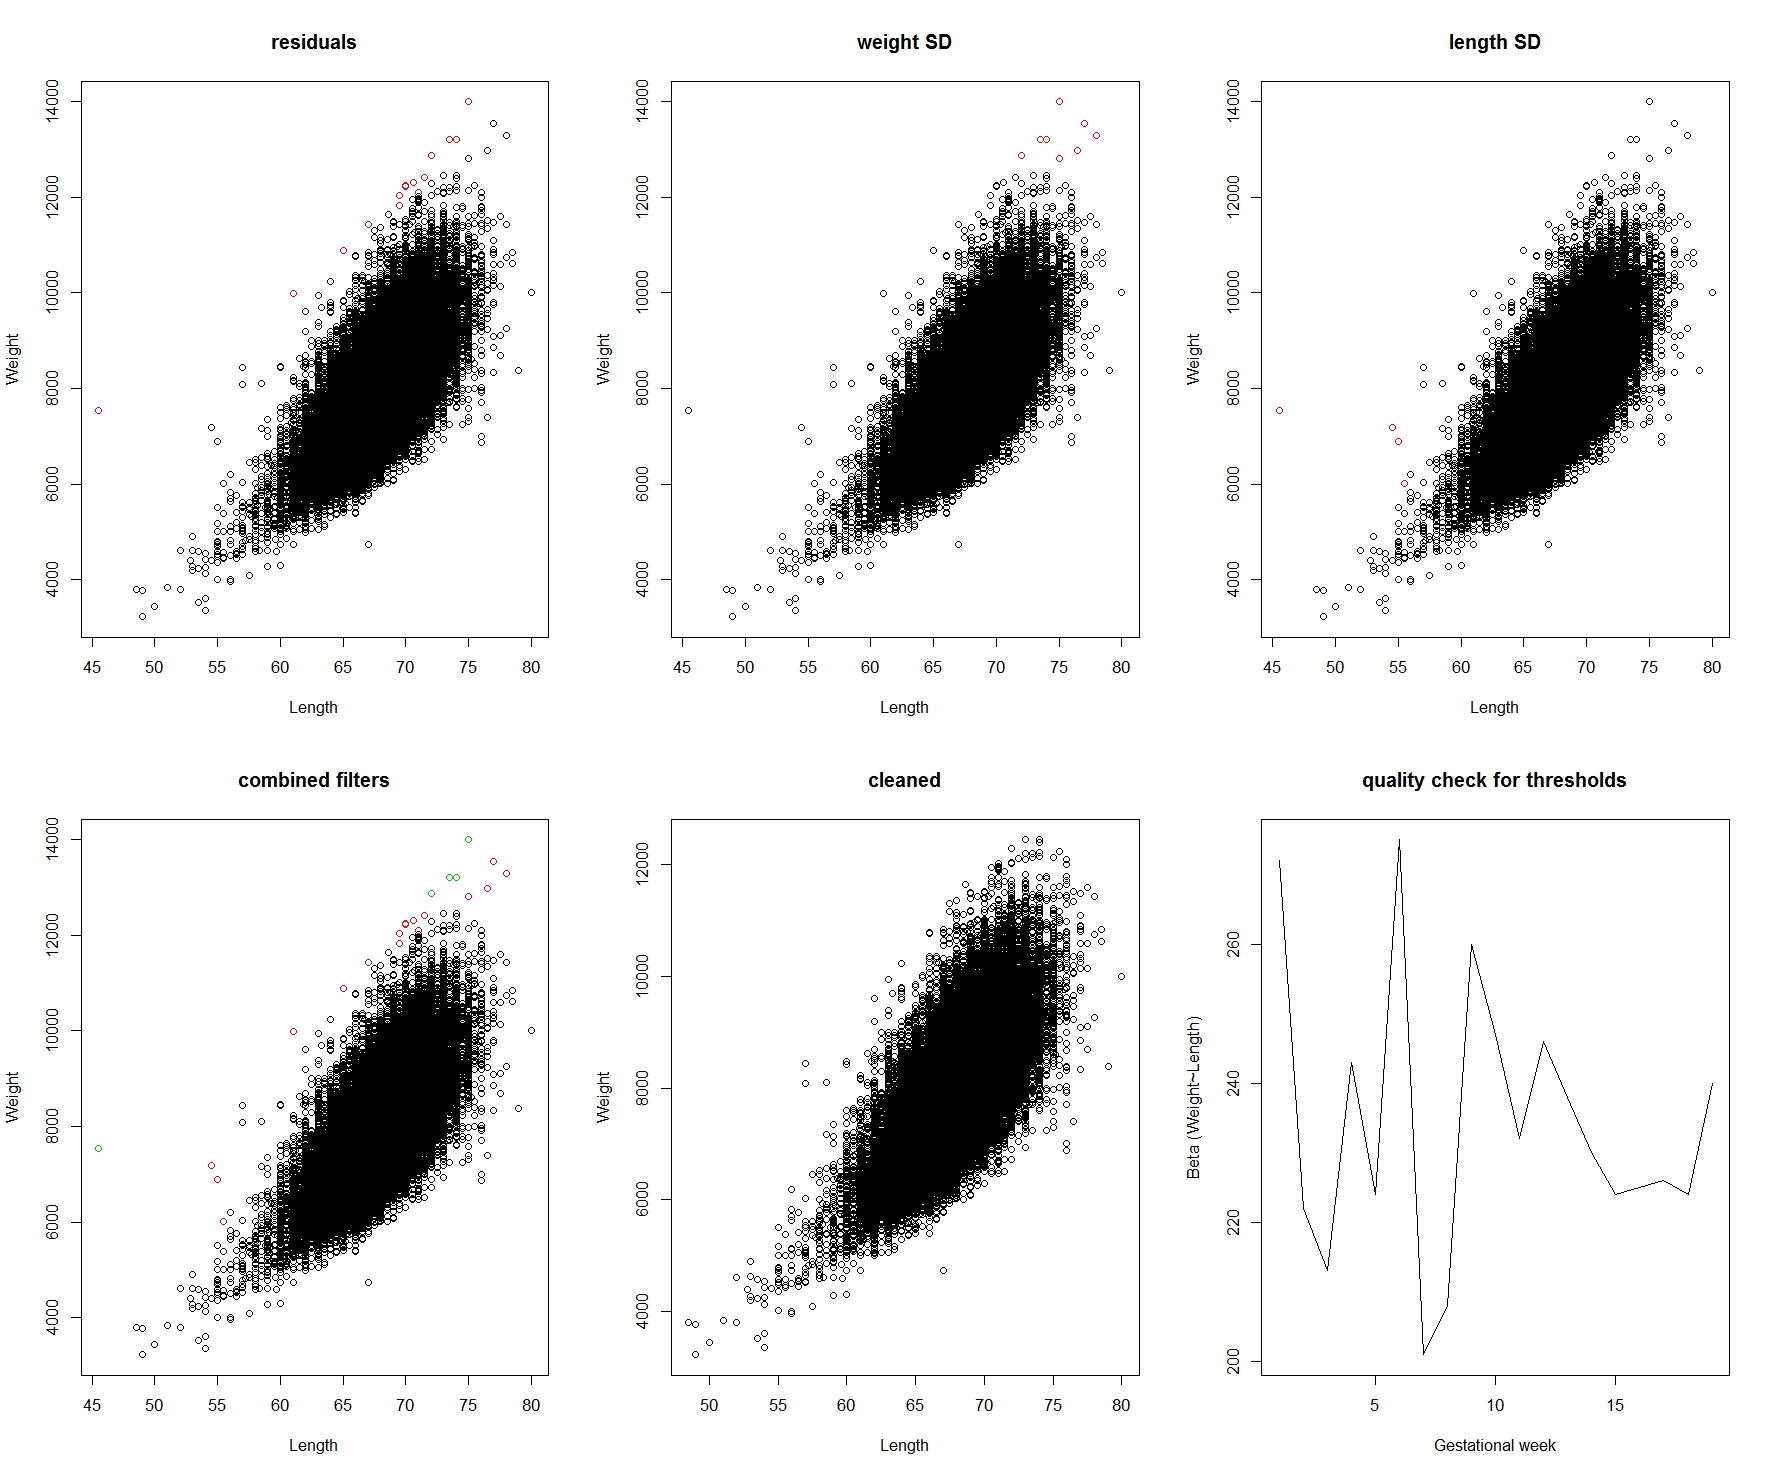 residuals
weight SD
length SD
14000
12000
10000
8000
6000
4000
Weight
45 50 55 60 65 70 75 80
Length
14000
12000
10000
8000
6000
4000
Weight
45 50 55 60 65 70 75 80
Length
14000
12000
10000
8000
6000
4000
Weight
45 50 55 60 65 70 75 80
Length
combined filters
cleaned
quality check for thresholds
14000
12000
10000
8000
6000
4000
Weight
45 50 55 60 65 70 75 80
Length
12000
10000
8000
6000
4000
Weight
50 55 60 65 70 75 80
Length
260
240
220
200
Beta (Weight~Length)
5 10 15
Gestational week